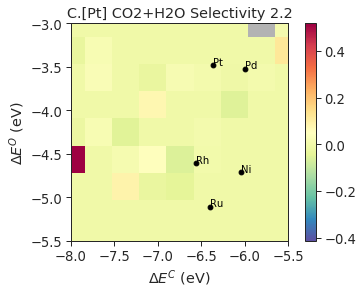 C.[Pt] CO2+H2O Selectivity 2.2
−3.0
−3.5
−4.0
−4.5
−5.0
−5.5
ΔE^O (eV)
Pt
Pd
Rh
Ni
Ru
−8.0 −7.5 −7.0 −6.5 −6.0 −5.5
ΔE^C (eV)
0.4
0.2
0.0
−0.2
−0.4